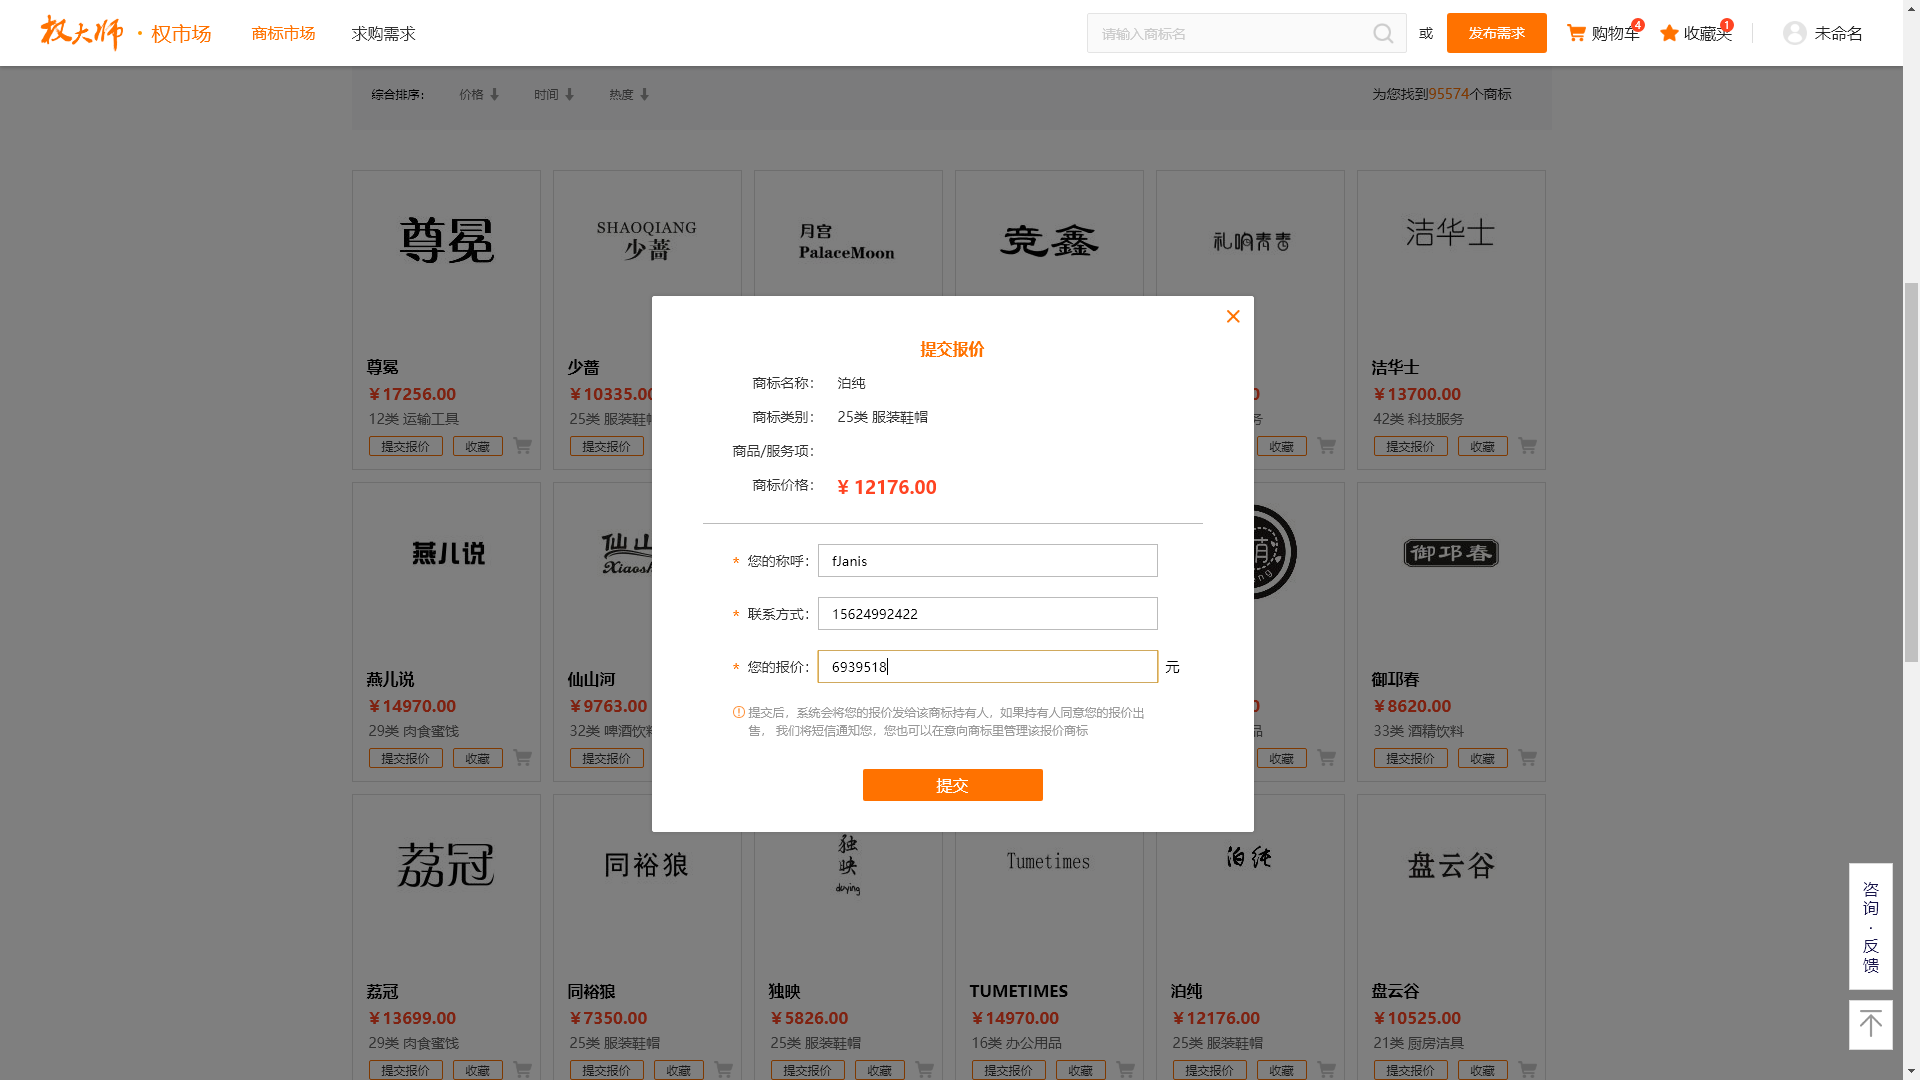 权大师 · 权市场 商标市场 求购需求 请输入商标名 或 发布需求 购物车 4 收藏夹 1 未命名
综合排序: 价格 时间 热度 为您找到95574个商标
尊冕 SHAOQIANG 少蔷 月宫 PalaceMoon 竞鑫 礼响青杳 洁华士
尊冕 少蔷 洁华士
￥17256.00 ￥10335.00 ￥13700.00
12类 运输工具 25类 服装鞋帽 务 42类 科技服务
提交报价 收藏 提交报价 收藏 提交报价 收藏
提交报价
商标名称: 泊纯
商标类别: 25类 服装鞋帽
商品/服务项:
商标价格: ￥12176.00
* 您的称呼: fJanis
* 联系方式: 15624992422
* 您的报价: 6939518 元
提交后，系统会将您的报价发给该商标持有人，如果持有人同意您的报价出
售， 我们将短信通知您，您也可以在意向商标里管理该报价商标
提交
燕儿说 仙山 Xiaosh ng 御邛春
燕儿说 仙山河 御邛春
￥14970.00 ￥9763.00 0 ￥8620.00
29类 肉食蜜饯 32类 啤酒饮料 品 33类 酒精饮料
提交报价 收藏 提交报价 收藏 提交报价 收藏
荔冠 同裕狼 独映 duying Tumetimes 泊纯 盘云谷
荔冠 同裕狼 独映 TUMETIMES 泊纯 盘云谷
￥13699.00 ￥7350.00 ￥5826.00 ￥14970.00 ￥12176.00 ￥10525.00
29类 肉食蜜饯 25类 服装鞋帽 25类 服装鞋帽 16类 办公用品 25类 服装鞋帽 21类 厨房洁具
提交报价 收藏 提交报价 收藏 提交报价 收藏 提交报价 收藏 提交报价 收藏 提交报价 收藏
咨询·反馈